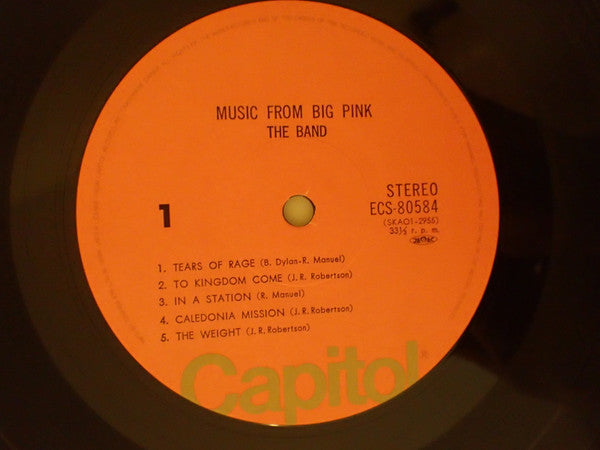 MUSIC FROM BIG PINK
THE BAND
1
STEREO
ECS-80584
(SKAO1-2955)
33⅓ r. p. m.
1. TEARS OF RAGE (B. Dylan-R. Manuel)
2. TO KINGDOM COME (J. R. Robertson)
3. IN A STATION (R. Manuel)
4. CALEDONIA MISSION (J. R. Robertson)
5. THE WEIGHT (J. R. Robertson)
Capitol®